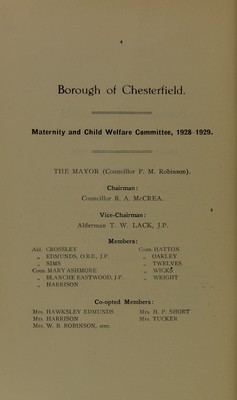 4
Borough of Chesterfield.
Maternity and Child Welfare Committee, 1928-1929.
THE MAYOR (Councillor P. M. Robinson).
Chairman:
Councillor R. A. McCREA.
Vice-Chairman:
Alderman T. W. LACK, J.P.
Members:
Ald. CROSSLEY
„ EDMUNDS, O.B.E., J.P.
„ SIMS
Coun. MARY ASHMORE
„ BLANCHE EASTWOOD, J.P.
„ HARRISON
Coun. HATTON
„ OAKLEY
„ TWELVES
„ WICKS
„ WRIGHT
Co-opted Members:
Mrs. HAWKSLEY EDMUNDS
Mrs. HARRISON
Mrs. W. B. ROBINSON, senr.
Mrs. H. P. SHORT
Mrs. TUCKER